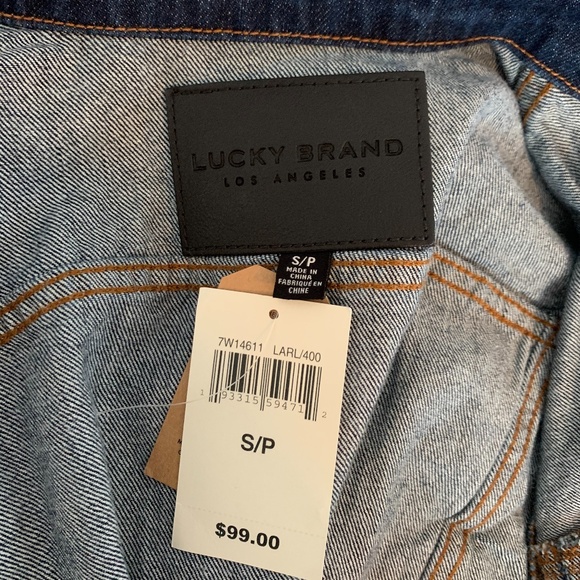 LUCKY BRAND
LOS ANGELES
S/P
MADE IN
CHINA
FABRIQUÉ EN
CHINE
7W14611 LARL/400
1 93315 59471 2
S/P
$99.00